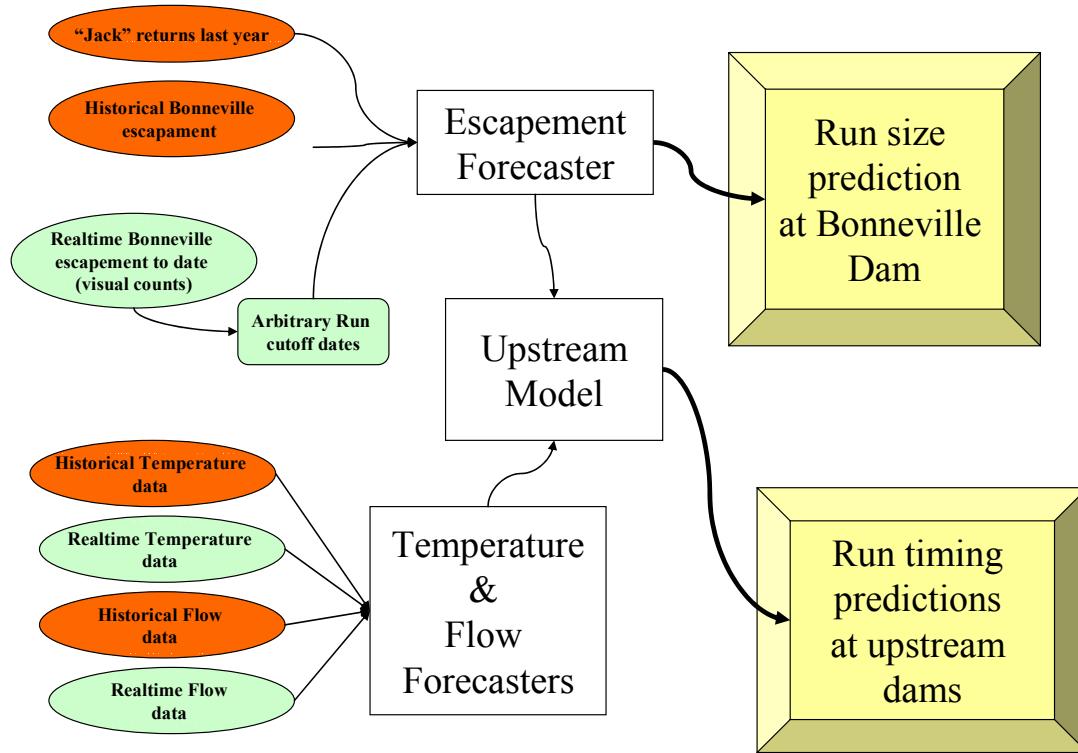 “Jack” returns last year
Historical Bonneville
escapament
Realtime Bonneville
escapement to date
(visual counts)
Arbitrary Run
cutoff dates
Escapement
Forecaster
Run size
prediction
at Bonneville
Dam
Upstream
Model
Historical Temperature
data
Realtime Temperature
data
Historical Flow
data
Realtime Flow
data
Temperature
&
Flow
Forecasters
Run timing
predictions
at upstream
dams